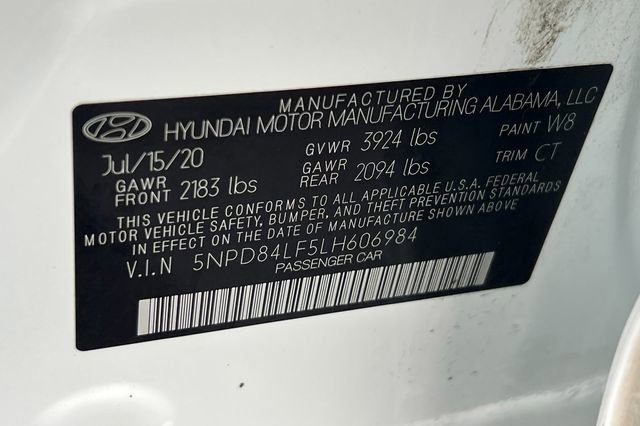 MANUFACTURED BY
HYUNDAI MOTOR MANUFACTURING ALABAMA, LLC
Jul/15/20 GVWR 3924 lbs PAINT W8
GAWR FRONT 2183 lbs GAWR REAR 2094 lbs TRIM CT
THIS VEHICLE CONFORMS TO ALL APPLICABLE U.S.A. FEDERAL
MOTOR VEHICLE SAFETY, BUMPER, AND THEFT PREVENTION STANDARDS
IN EFFECT ON THE DATE OF MANUFACTURE SHOWN ABOVE
V.I.N 5NPD84LF5LH606984
PASSENGER CAR